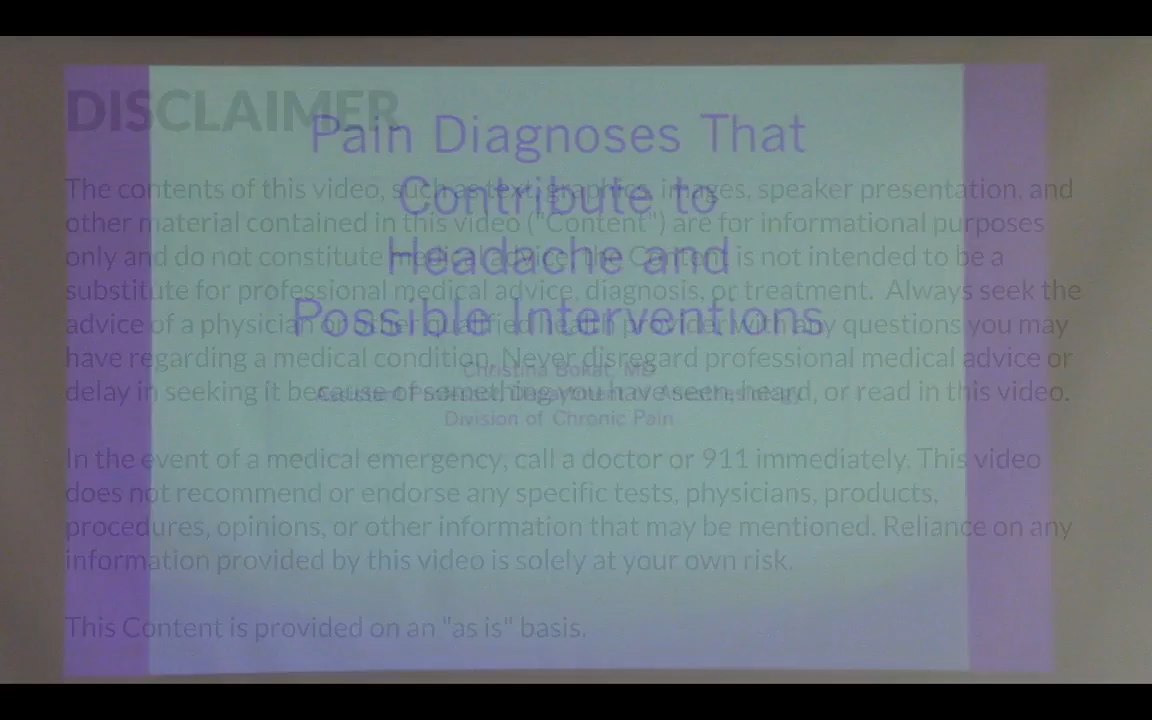 DISCLAIMER
The contents of this video, such as text, graphics, images, speaker presentation, and
other material contained in this video ("Content") are for informational purposes
only and do not constitute medical advice; the Content is not intended to be a
substitute for professional medical advice, diagnosis, or treatment. Always seek the
advice of a physician or other qualified health provider with any questions you may
have regarding a medical condition. Never disregard professional medical advice or
delay in seeking it because of something you have seen, heard, or read in this video.
In the event of a medical emergency, call a doctor or 911 immediately. This video
does not recommend or endorse any specific tests, physicians, products,
procedures, opinions, or other information that may be mentioned. Reliance on any
information provided by this video is solely at your own risk.
This Content is provided on an "as is" basis.
Pain Diagnoses That
Contribute to
Headache and
Possible Interventions
Christina Bokat, MD
Assistant Professor, Department of Anesthesiology
Division of Chronic Pain